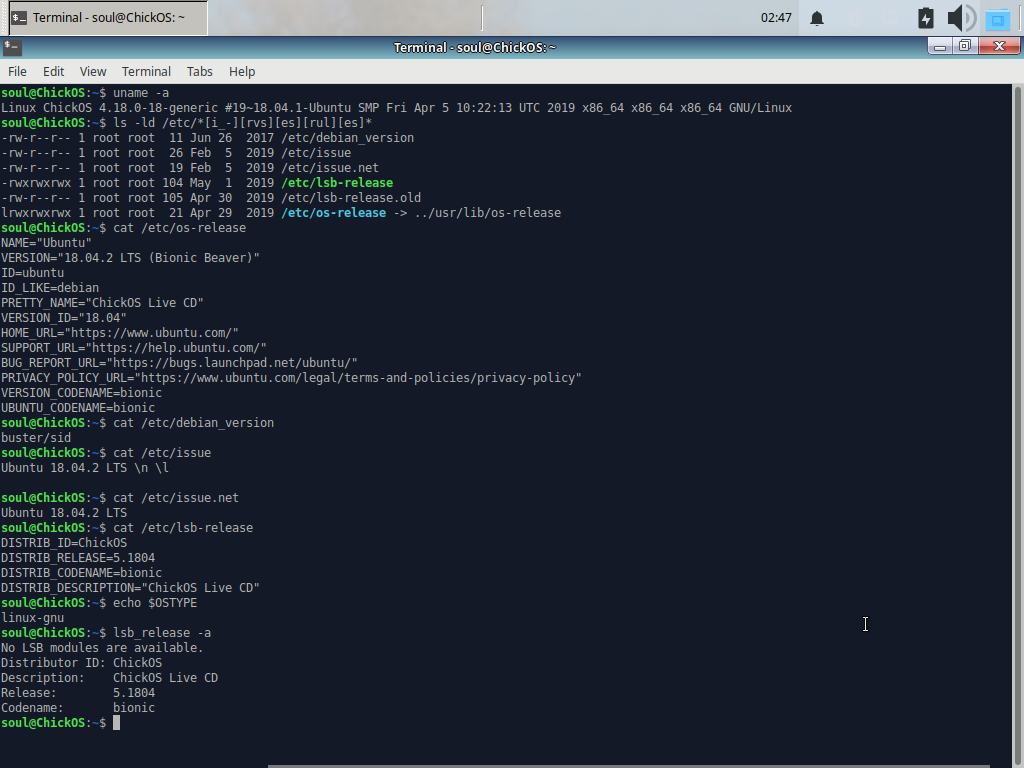 Terminal - soul@ChickOS: ~
02:47
Terminal - soul@ChickOS: ~
File Edit View Terminal Tabs Help
soul@ChickOS:~$ uname -a
Linux ChickOS 4.18.0-18-generic #19~18.04.1-Ubuntu SMP Fri Apr 5 10:22:13 UTC 2019 x86_64 x86_64 x86_64 GNU/Linux
soul@ChickOS:~$ ls -ld /etc/*[i_-][rvs][es][rul][es]*
-rw-r--r-- 1 root root  11 Jun 26  2017 /etc/debian_version
-rw-r--r-- 1 root root  26 Feb  5  2019 /etc/issue
-rw-r--r-- 1 root root  19 Feb  5  2019 /etc/issue.net
-rwxrwxrwx 1 root root 104 May  1  2019 /etc/lsb-release
-rw-r--r-- 1 root root 105 Apr 30  2019 /etc/lsb-release.old
lrwxrwxrwx 1 root root  21 Apr 29  2019 /etc/os-release -> ../usr/lib/os-release
soul@ChickOS:~$ cat /etc/os-release
NAME="Ubuntu"
VERSION="18.04.2 LTS (Bionic Beaver)"
ID=ubuntu
ID_LIKE=debian
PRETTY_NAME="ChickOS Live CD"
VERSION_ID="18.04"
HOME_URL="https://www.ubuntu.com/"
SUPPORT_URL="https://help.ubuntu.com/"
BUG_REPORT_URL="https://bugs.launchpad.net/ubuntu/"
PRIVACY_POLICY_URL="https://www.ubuntu.com/legal/terms-and-policies/privacy-policy"
VERSION_CODENAME=bionic
UBUNTU_CODENAME=bionic
soul@ChickOS:~$ cat /etc/debian_version
buster/sid
soul@ChickOS:~$ cat /etc/issue
Ubuntu 18.04.2 LTS \n \l
soul@ChickOS:~$ cat /etc/issue.net
Ubuntu 18.04.2 LTS
soul@ChickOS:~$ cat /etc/lsb-release
DISTRIB_ID=ChickOS
DISTRIB_RELEASE=5.1804
DISTRIB_CODENAME=bionic
DISTRIB_DESCRIPTION="ChickOS Live CD"
soul@ChickOS:~$ echo $OSTYPE
linux-gnu
soul@ChickOS:~$ lsb_release -a
No LSB modules are available.
Distributor ID: ChickOS
Description:    ChickOS Live CD
Release:        5.1804
Codename:       bionic
soul@ChickOS:~$